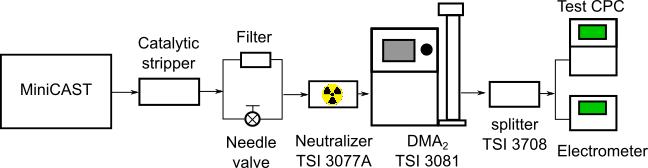 MiniCAST
Catalytic
stripper
Filter
Needle
valve
Neutralizer
TSI 3077A
DMA₂
TSI 3081
splitter
TSI 3708
Test CPC
Electrometer